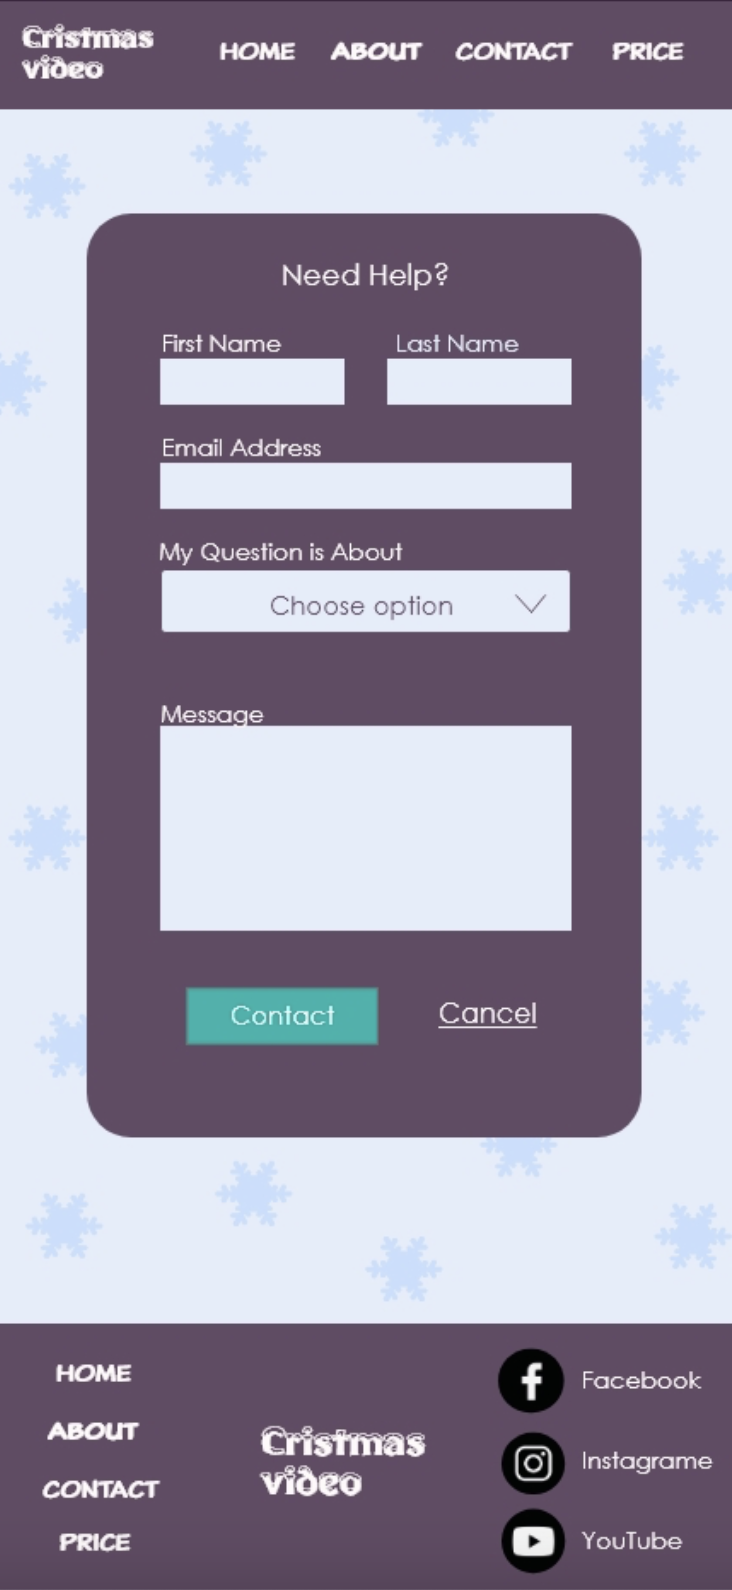 Cristmas
video
HOME ABOUT CONTACT PRICE
Need Help?
First Name Last Name
Email Address
My Question is About
Choose option
Message
Contact Cancel
HOME
ABOUT
CONTACT
PRICE
Cristmas
video
Facebook
Instagrame
YouTube